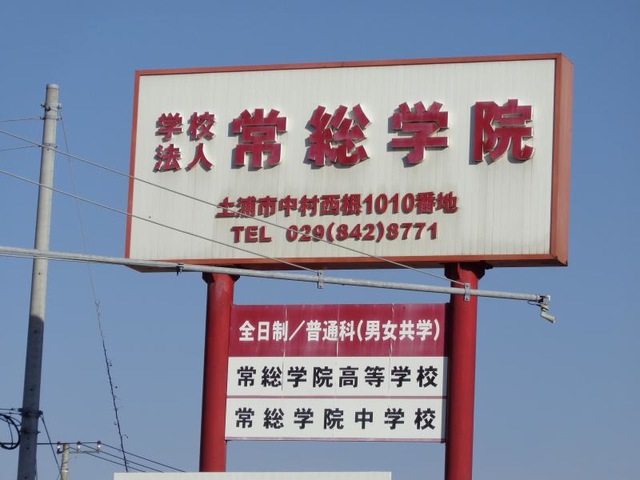 学校法人 常総学院
土浦市中村西根1010番地
TEL 029(842)8771
全日制／普通科(男女共学)
常総学院高等学校
常総学院中学校